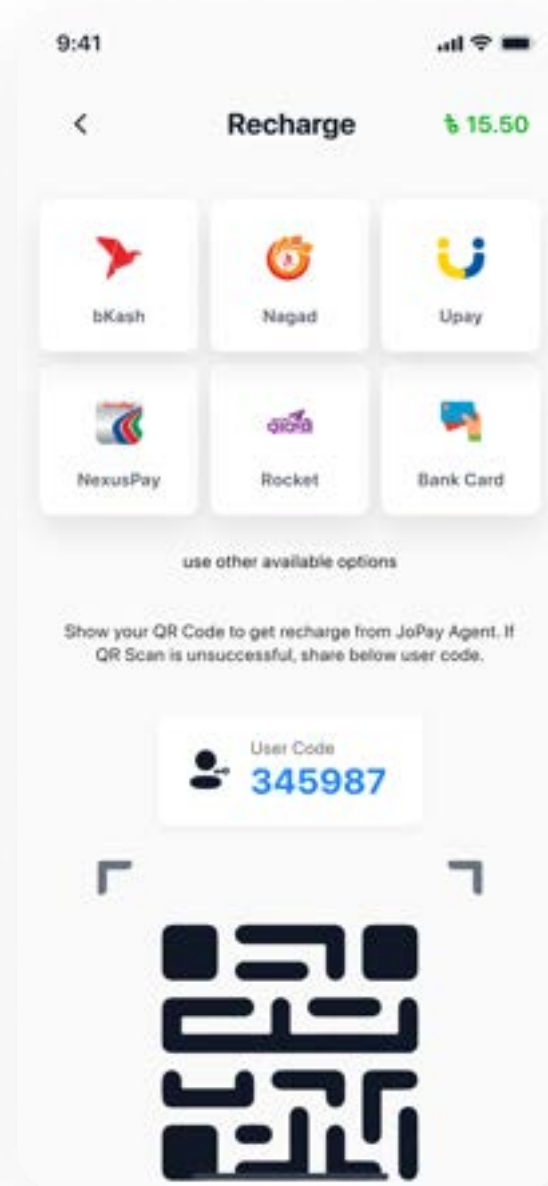 9:41
Recharge
৳ 15.50
bKash
Nagad
Upay
NexusPay
Rocket
Bank Card
use other available options
Show your QR Code to get recharge from JoPay Agent. If
QR Scan is unsuccessful, share below user code.
User Code
345987